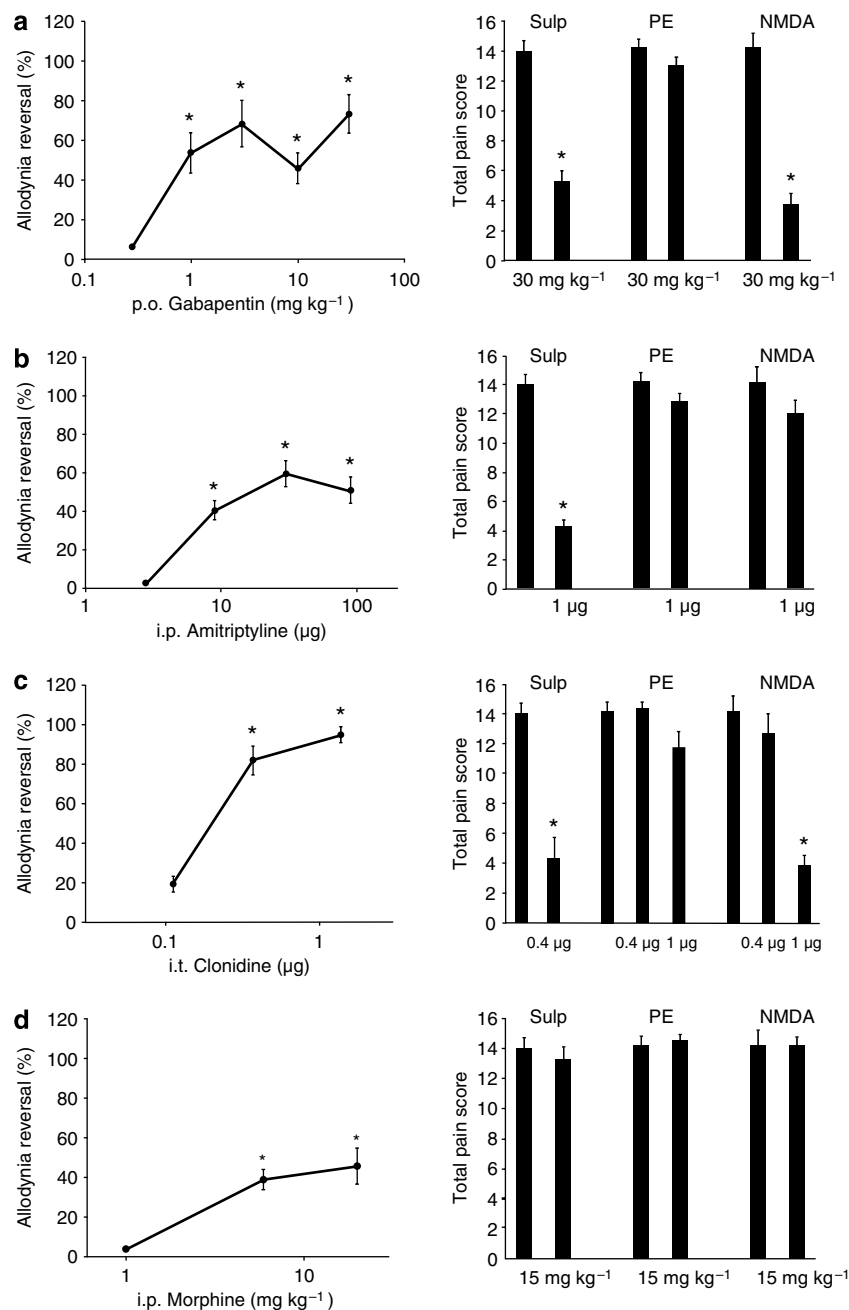 a
Allodynia reversal (%)
120
100
80
60
40
20
0
* * * *
0.1 1 10 100
p.o. Gabapentin (mg kg⁻¹)
Total pain score
16
14
12
10
8
6
4
2
0
Sulp PE NMDA
* *
30 mg kg⁻¹ 30 mg kg⁻¹ 30 mg kg⁻¹
b
Allodynia reversal (%)
120
100
80
60
40
20
0
* * *
1 10 100
i.p. Amitriptyline (µg)
Total pain score
16
14
12
10
8
6
4
2
0
Sulp PE NMDA
*
1 µg 1 µg 1 µg
c
Allodynia reversal (%)
120
100
80
60
40
20
0
* *
0.1 1
i.t. Clonidine (µg)
Total pain score
16
14
12
10
8
6
4
2
0
Sulp PE NMDA
* *
0.4 µg 0.4 µg 1 µg 0.4 µg 1 µg
d
Allodynia reversal (%)
120
100
80
60
40
20
0
* *
1 10
i.p. Morphine (mg kg⁻¹)
Total pain score
16
14
12
10
8
6
4
2
0
Sulp PE NMDA
15 mg kg⁻¹ 15 mg kg⁻¹ 15 mg kg⁻¹